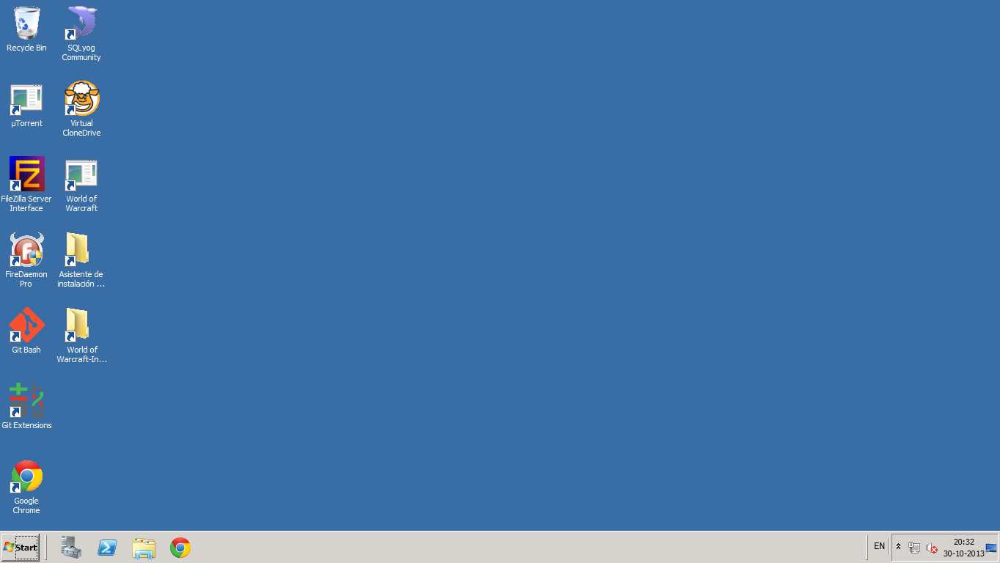 Recycle Bin
SQLyog
Community
µTorrent
Virtual
CloneDrive
FileZilla Server
Interface
World of
Warcraft
FireDaemon
Pro
Asistente de
instalación ...
Git Bash
World of
Warcraft-In...
Git Extensions
Google
Chrome
Start
EN
20:32
30-10-2013